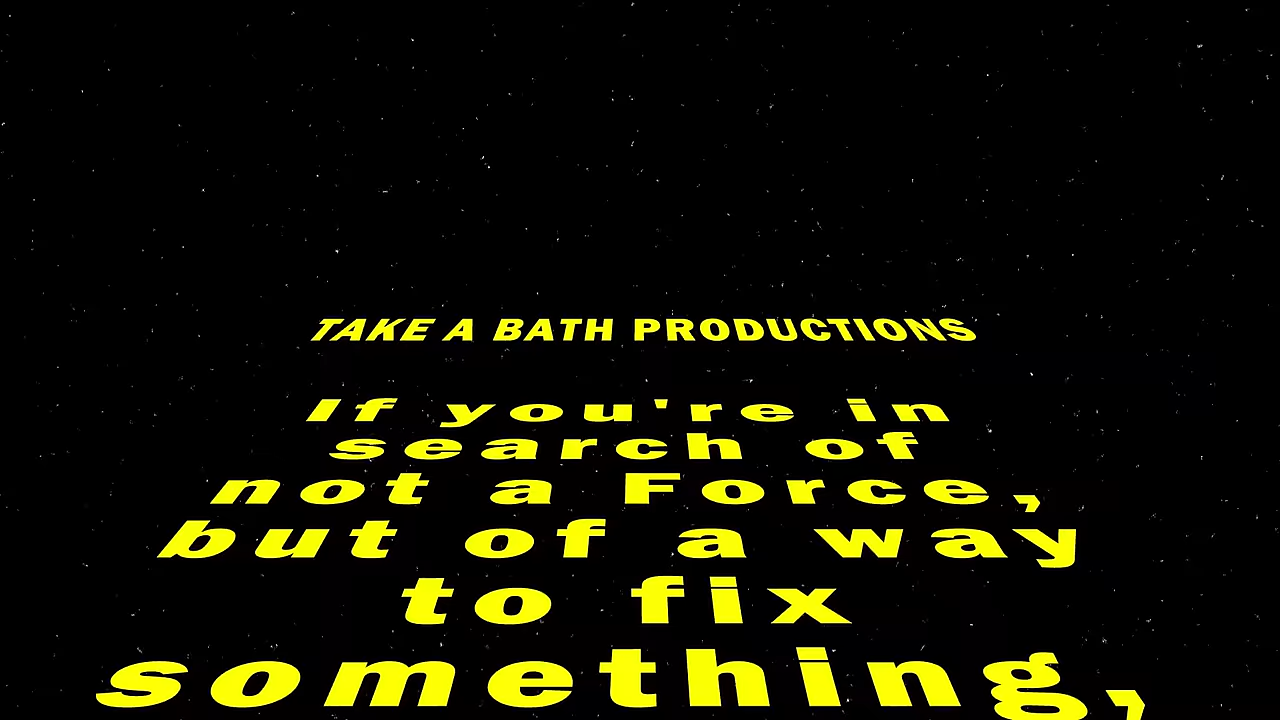 TAKE A BATH PRODUCTIONS
If you're in
search of
not a Force,
but of a way
to fix
something,